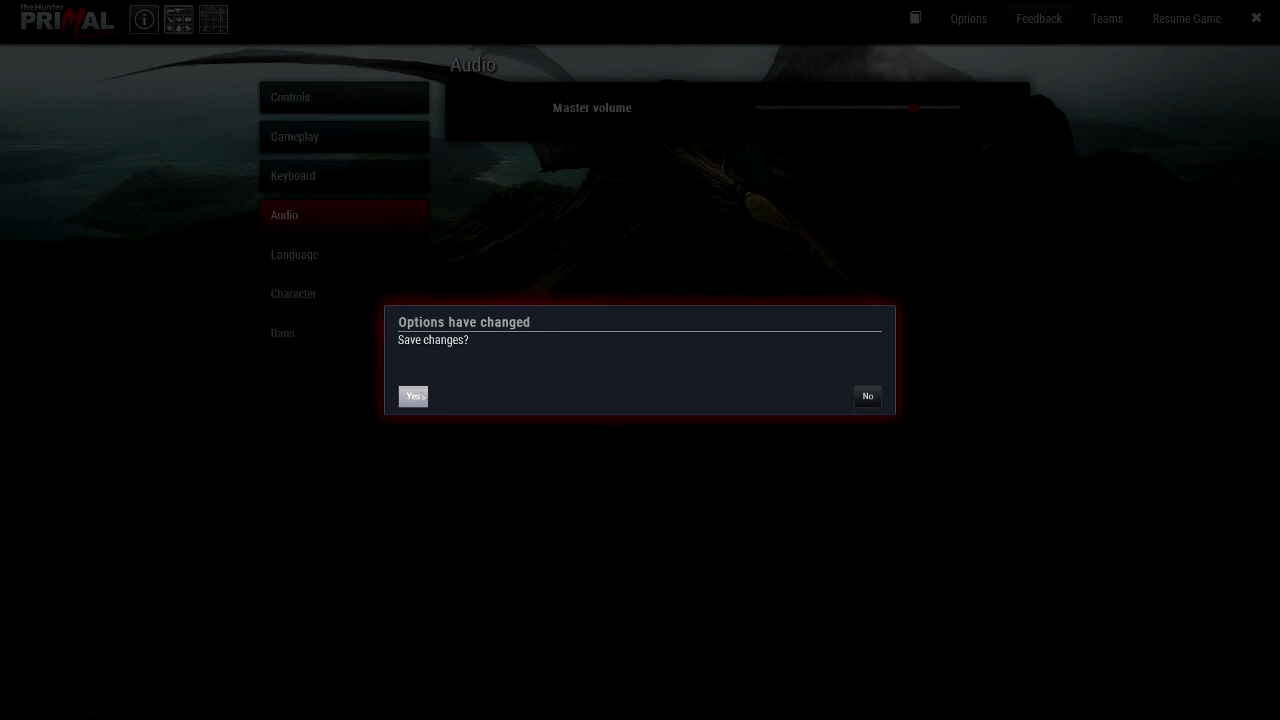 theHunter
PRIMAL
Options
Feedback
Teams
Resume Game
Audio
Controls
Master volume
Gameplay
Keyboard
Audio
Language
Character
Bans
Options have changed
Save changes?
Yes
No